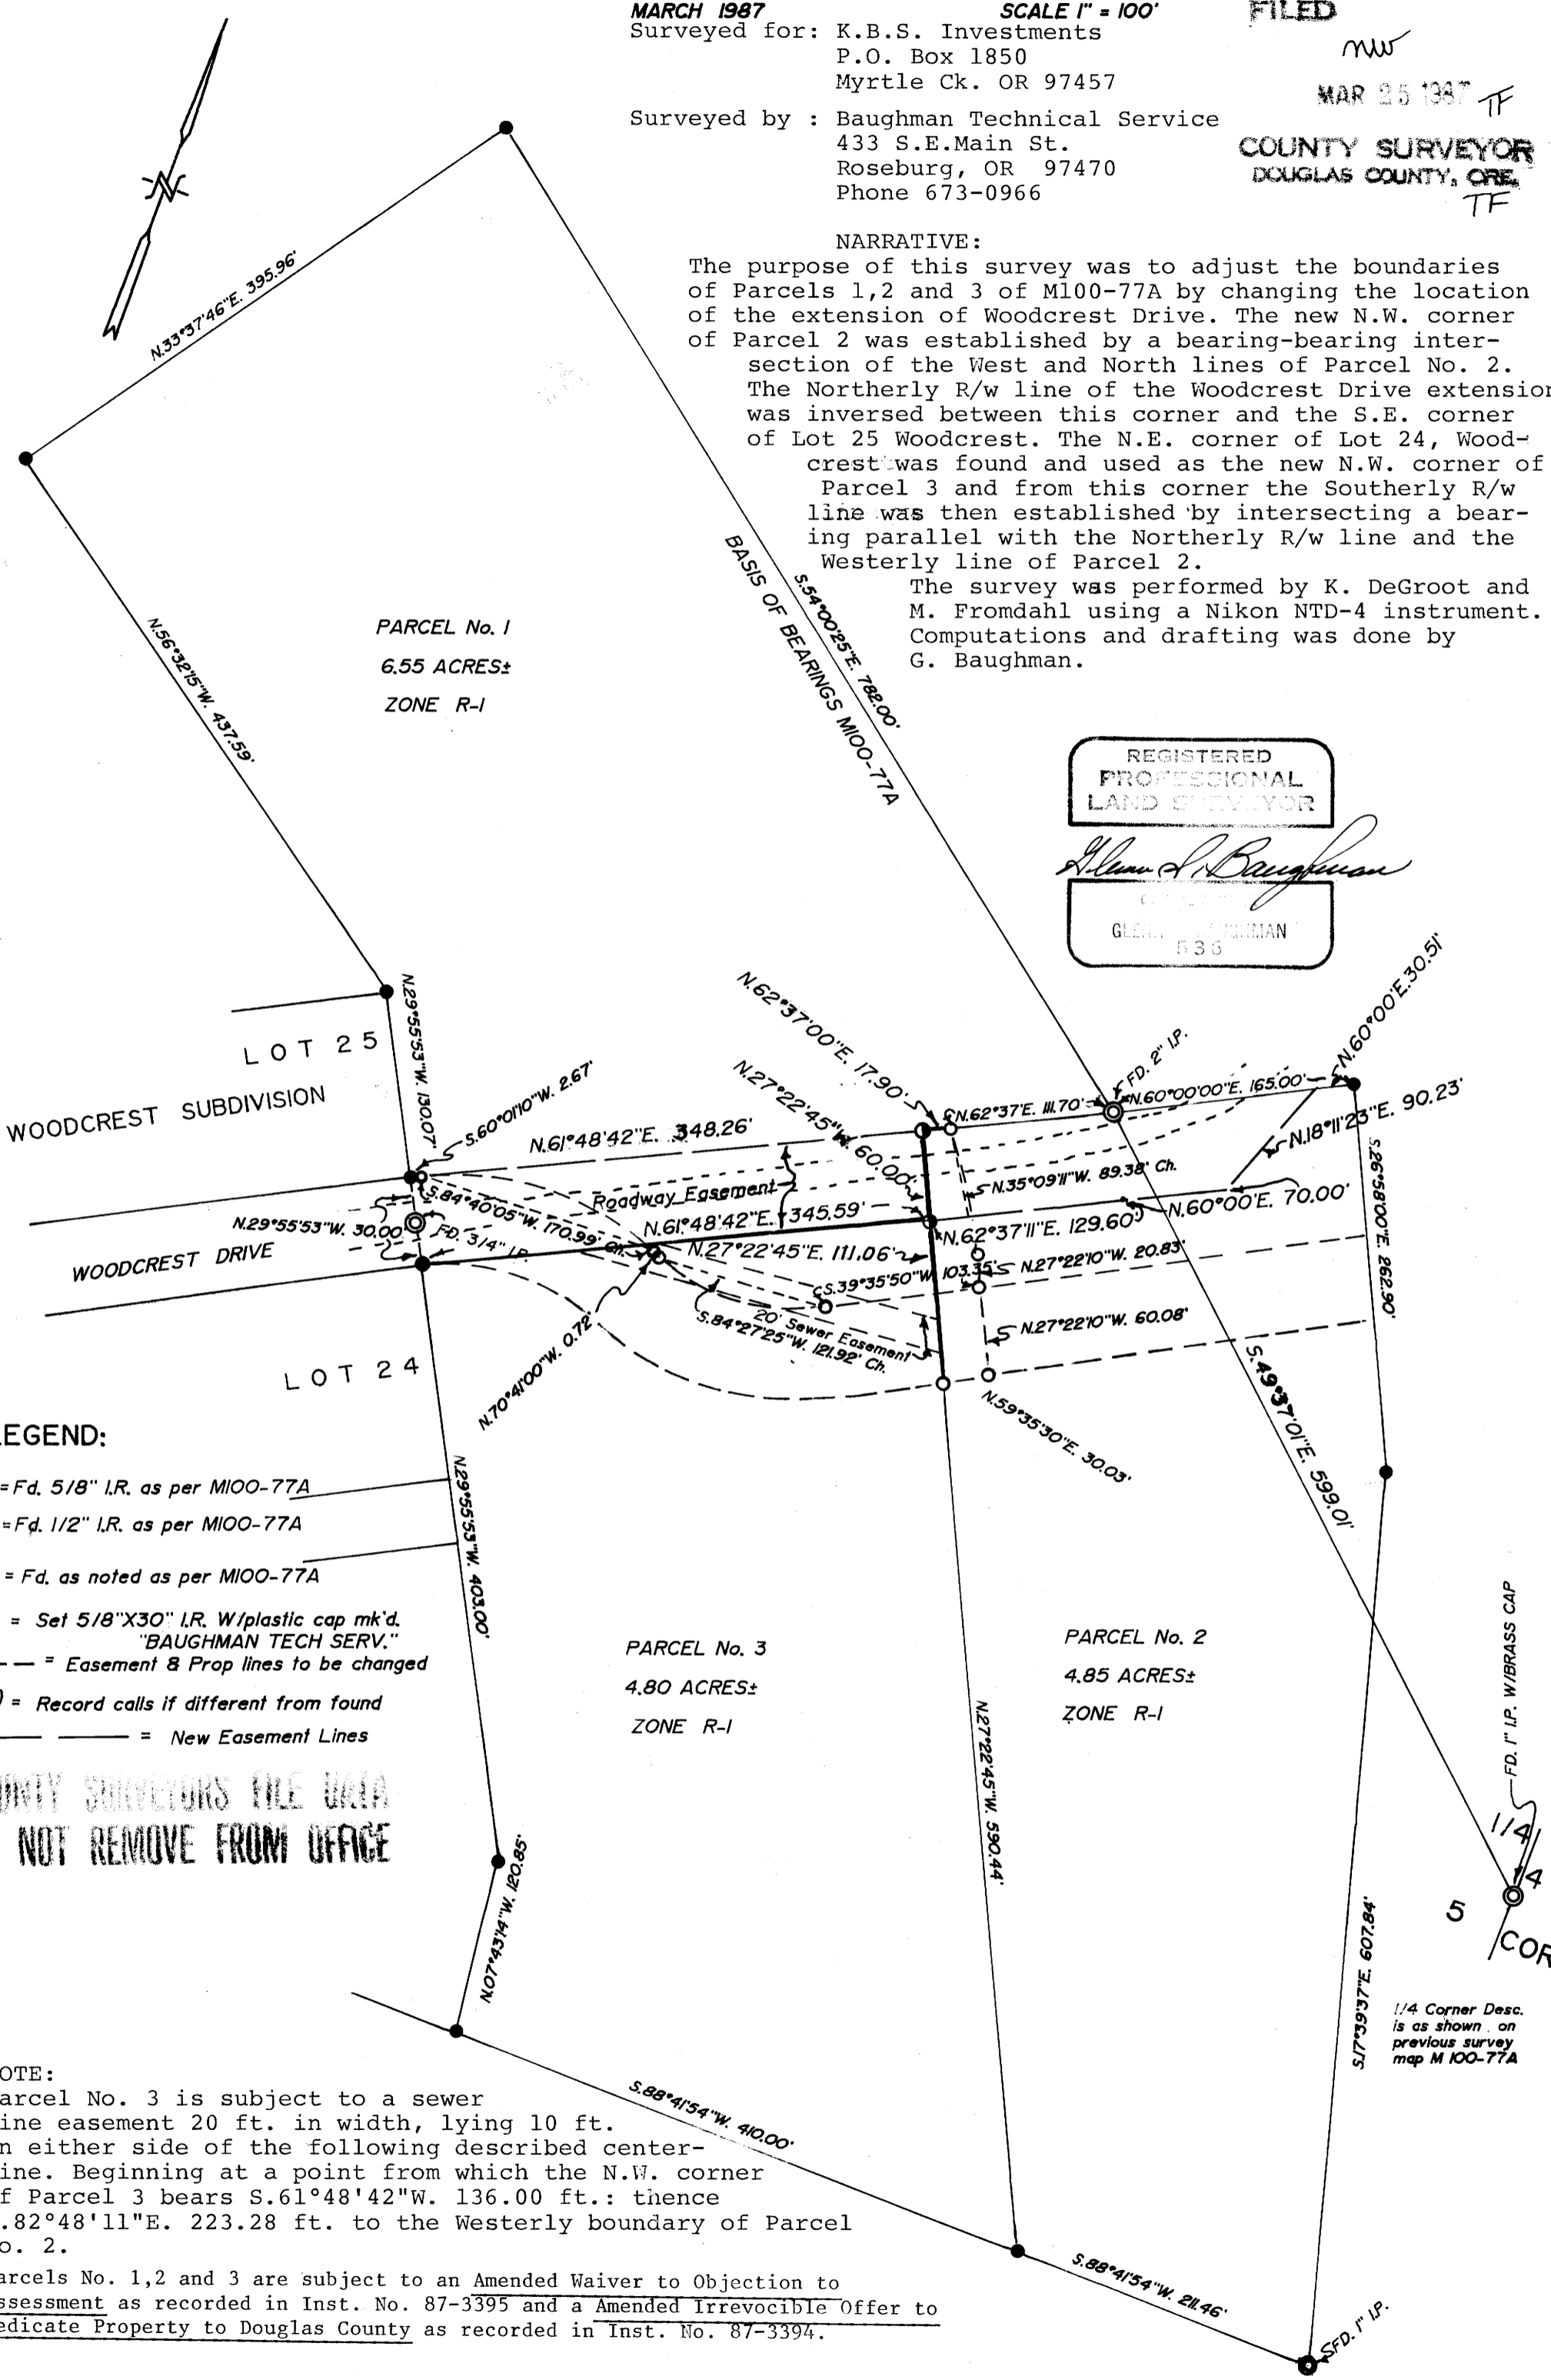 MARCH 1987
SCALE 1" = 100'
Surveyed for: K.B.S. Investments
P.O. Box 1850
Myrtle Ck. OR 97457
Surveyed by : Baughman Technical Service
433 S.E.Main St.
Roseburg, OR 97470
Phone 673-0966
FILED
MAR 25 1987 TF
COUNTY SURVEYOR
DOUGLAS COUNTY, ORE.
TF
N
NARRATIVE:
The purpose of this survey was to adjust the boundaries
of Parcels 1,2 and 3 of M100-77A by changing the location
of the extension of Woodcrest Drive. The new N.W. corner
of Parcel 2 was established by a bearing-bearing inter-
section of the West and North lines of Parcel No. 2.
The Northerly R/w line of the Woodcrest Drive extension
was inversed between this corner and the S.E. corner
of Lot 25 Woodcrest. The N.E. corner of Lot 24, Wood-
crest was found and used as the new N.W. corner of
Parcel 3 and from this corner the Southerly R/w
line was then established by intersecting a bear-
ing parallel with the Northerly R/w line and the
Westerly line of Parcel 2.
The survey was performed by K. DeGroot and
M. Fromdahl using a Nikon NTD-4 instrument.
Computations and drafting was done by
G. Baughman.
N.33°37'46"E. 395.96'
N.56°32'15"W. 437.59'
S.54°00'25"E. 782.00'
BASIS OF BEARINGS M100-77A
PARCEL No. 1
6.55 ACRES±
ZONE R-1
REGISTERED
PROFESSIONAL
LAND SURVEYOR
536
LOT 25
WOODCREST SUBDIVISION
N.29°55'53"W. 130.07'
S.60°01'10"W. 2.67'
N.61°48'42"E. 348.26'
N.62°37'00"E. 17.90'
N.27°22'45"W. 60.00'
N.62°37'E. 111.70'
FD. 2" I.P.
N.60°00'00"E. 165.00'
N.60°00'E. 30.51'
N.18°11'23"E. 90.23'
N.35°09'11"W. 89.38' Ch.
Roadway Easement
S.84°40'05"W. 170.99' Ch.
N.29°55'53"W. 30.00'
FD. 3/4" I.P.
WOODCREST DRIVE
N.61°48'42"E. 345.59'
N.27°22'45"E. 111.06'
N.62°37'11"E. 129.60'
N.60°00'E. 70.00'
S.39°35'50"W. 103.35'
N.27°22'10"W. 20.83'
N.27°22'10"W. 60.08'
20' Sewer Easement
S.84°27'25"W. 121.92' Ch.
N.70°41'00"W. 0.72'
N.59°35'30"E. 30.03'
S.26°58'00"E. 262.90'
S.49°37'01"E. 599.01'
LOT 24
N.29°55'53"W. 403.00'
EGEND:
= Fd. 5/8" I.R. as per M100-77A
= Fd. 1/2" I.R. as per M100-77A
= Fd. as noted as per M100-77A
= Set 5/8"X30" I.R. W/plastic cap mk'd.
"BAUGHMAN TECH SERV."
= Easement & Prop lines to be changed
) = Record calls if different from found
= New Easement Lines
UNTY SURVEYORS FILE DATA
NOT REMOVE FROM OFFICE
PARCEL No. 3
4.80 ACRES±
ZONE R-1
PARCEL No. 2
4.85 ACRES±
ZONE R-1
N.27°22'45"W. 590.44'
N.07°43'14"W. 120.85'
S.17°39'37"E. 607.84'
FD. 1" I.P. W/BRASS CAP
1/4
5
4
COR
1/4 Corner Desc.
is as shown on
previous survey
map M 100-77A
S.88°41'54"W. 410.00'
S.88°41'54"W. 211.46'
FD. 1" I.P.
OTE:
arcel No. 3 is subject to a sewer
ine easement 20 ft. in width, lying 10 ft.
n either side of the following described center-
ine. Beginning at a point from which the N.W. corner
f Parcel 3 bears S.61°48'42"W. 136.00 ft.: thence
.82°48'11"E. 223.28 ft. to the Westerly boundary of Parcel
o. 2.
arcels No. 1,2 and 3 are subject to an Amended Waiver to Objection to
ssessment as recorded in Inst. No. 87-3395 and a Amended Irrevocible Offer to
edicate Property to Douglas County as recorded in Inst. No. 87-3394.